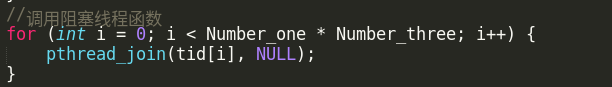 //调用阻塞线程函数
for (int i = 0; i < Number_one * Number_three; i++) {
    pthread_join(tid[i], NULL);
}